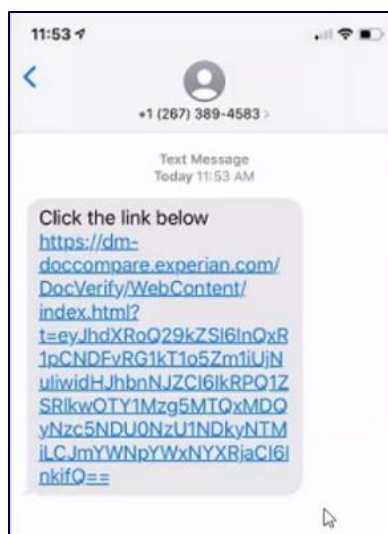 11:53
+1 (267) 389-4583 >
Text Message
Today 11:53 AM
Click the link below
https://dm-
doccompare.experian.com/
DocVerify/WebContent/
index.html?
t=eyJhdXRoQ29kZSI6InQxR
1pCNDFvRG1kT1o5Zm1iUjN
uIiwidHJhbnNJZCI6IkRPQ1Z
SRlkwOTY1Mzg5MTQxMDQ
yNzc5NDU0NzU1NDkyNTM
iLCJmYWNpYWxNYXRjaCI6I
nkifQ==